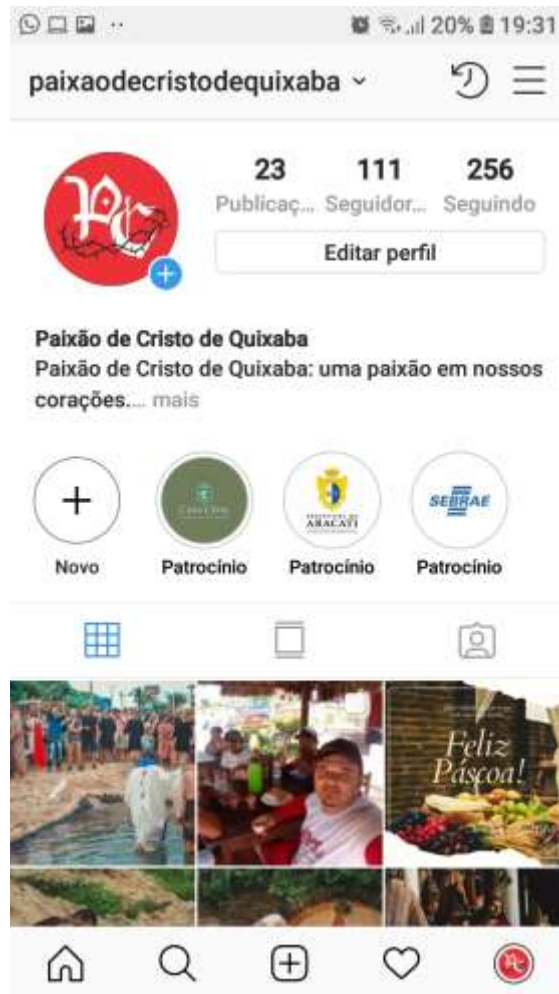 20% 19:31
paixaodecristodequixaba
23 111 256
Publicaç... Seguidor... Seguindo
Editar perfil
Paixão de Cristo de Quixaba
Paixão de Cristo de Quixaba: uma paixão em nossos
corações.... mais
ARACATI
SEBRAE
Novo Patrocínio Patrocínio Patrocínio
Feliz
Páscoa!